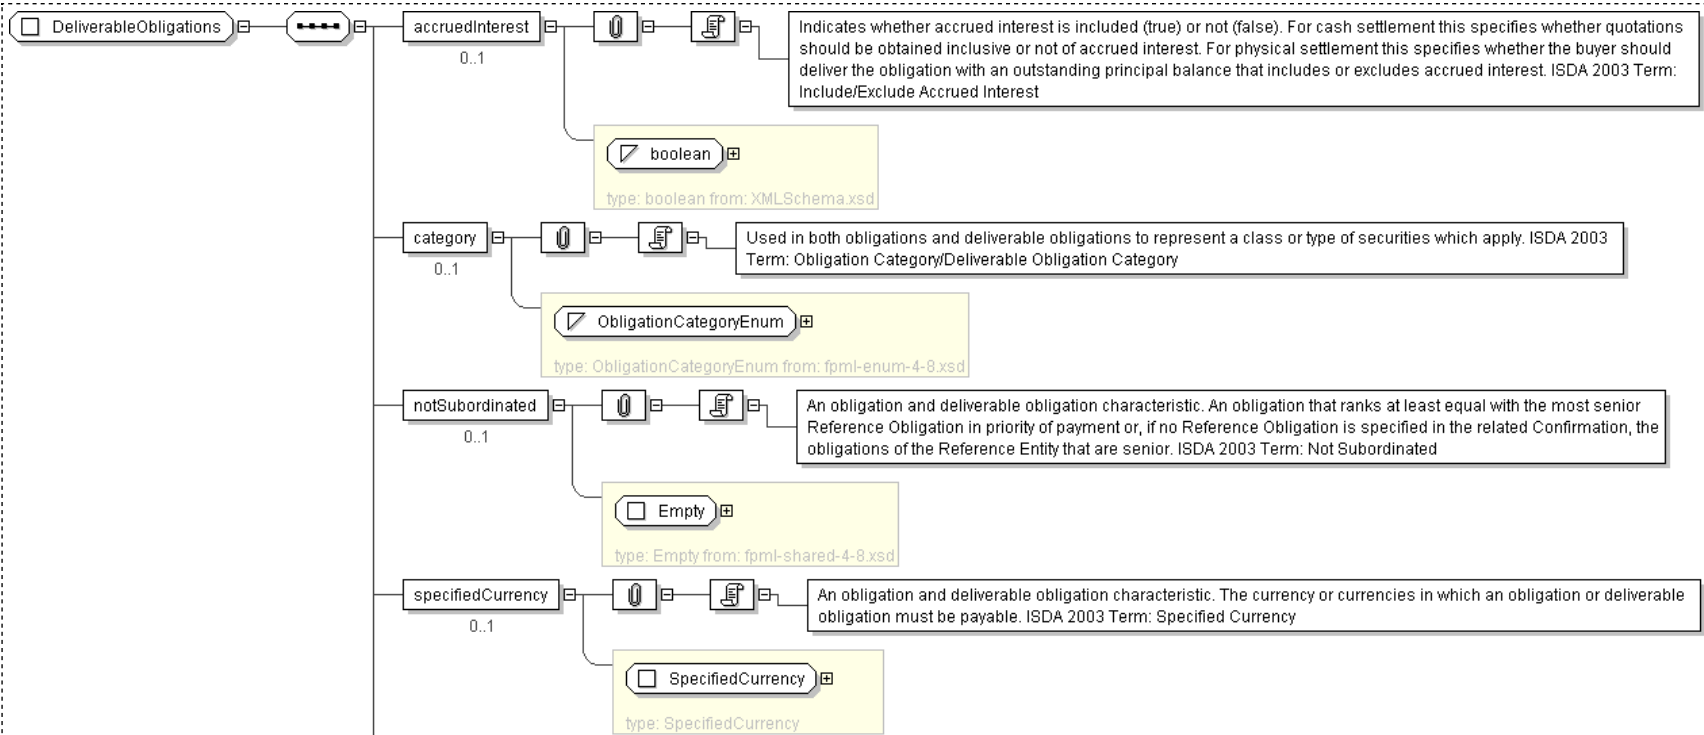 DeliverableObligations
accruedInterest
0..1
Indicates whether accrued interest is included (true) or not (false). For cash settlement this specifies whether quotations
should be obtained inclusive or not of accrued interest. For physical settlement this specifies whether the buyer should
deliver the obligation with an outstanding principal balance that includes or excludes accrued interest. ISDA 2003 Term:
Include/Exclude Accrued Interest
boolean
type: boolean from: XMLSchema.xsd
category
0..1
Used in both obligations and deliverable obligations to represent a class or type of securities which apply. ISDA 2003
Term: Obligation Category/Deliverable Obligation Category
ObligationCategoryEnum
type: ObligationCategoryEnum from: fpml-enum-4-8.xsd
notSubordinated
0..1
An obligation and deliverable obligation characteristic. An obligation that ranks at least equal with the most senior
Reference Obligation in priority of payment or, if no Reference Obligation is specified in the related Confirmation, the
obligations of the Reference Entity that are senior. ISDA 2003 Term: Not Subordinated
Empty
type: Empty from: fpml-shared-4-8.xsd
specifiedCurrency
0..1
An obligation and deliverable obligation characteristic. The currency or currencies in which an obligation or deliverable
obligation must be payable. ISDA 2003 Term: Specified Currency
SpecifiedCurrency
type: SpecifiedCurrency